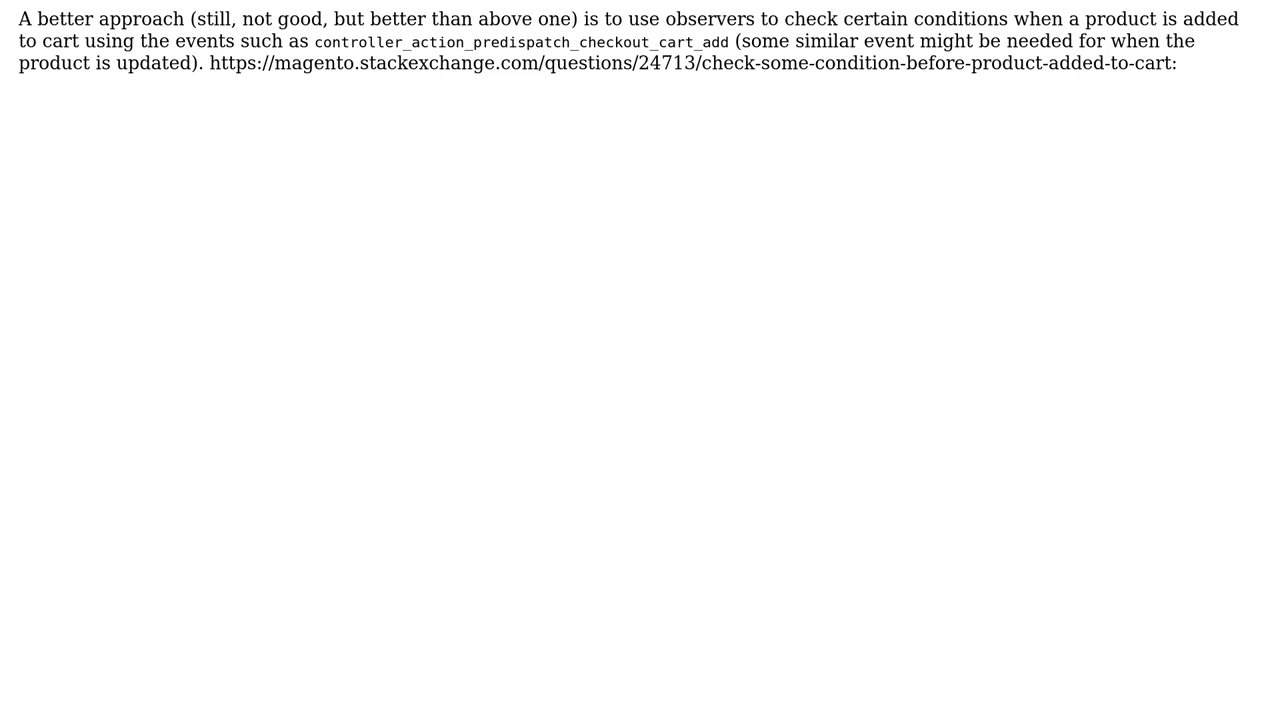 A better approach (still, not good, but better than above one) is to use observers to check certain conditions when a product is added
to cart using the events such as controller_action_predispatch_checkout_cart_add (some similar event might be needed for when the
product is updated). https://magento.stackexchange.com/questions/24713/check-some-condition-before-product-added-to-cart: